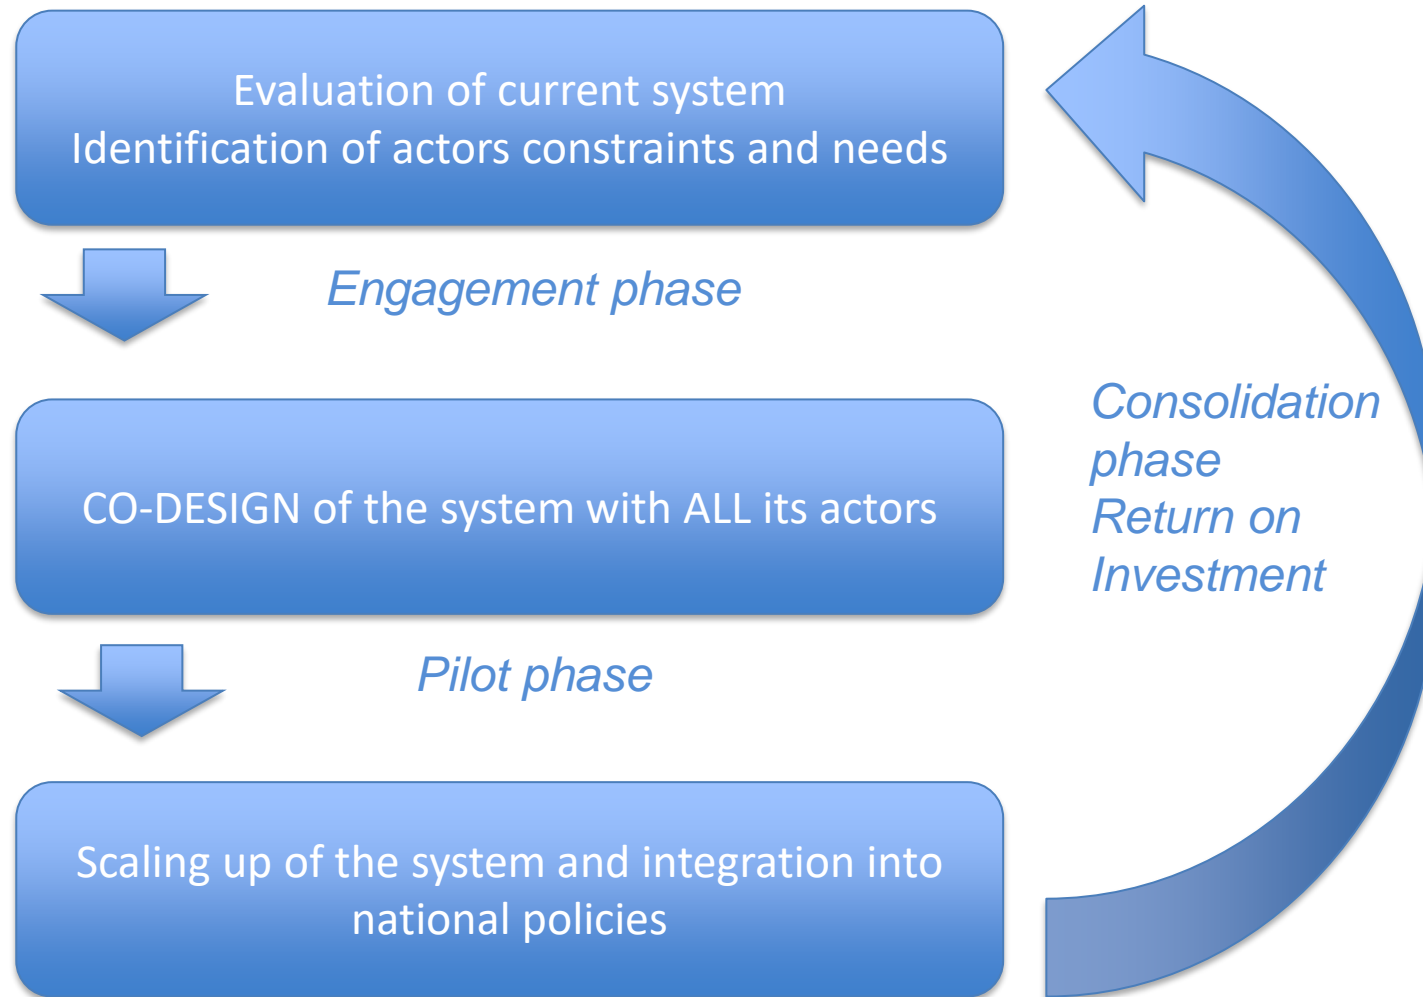 Evaluation of current system
Identification of actors constraints and needs
Engagement phase
CO-DESIGN of the system with ALL its actors
Consolidation
phase
Return on
Investment
Pilot phase
Scaling up of the system and integration into
national policies